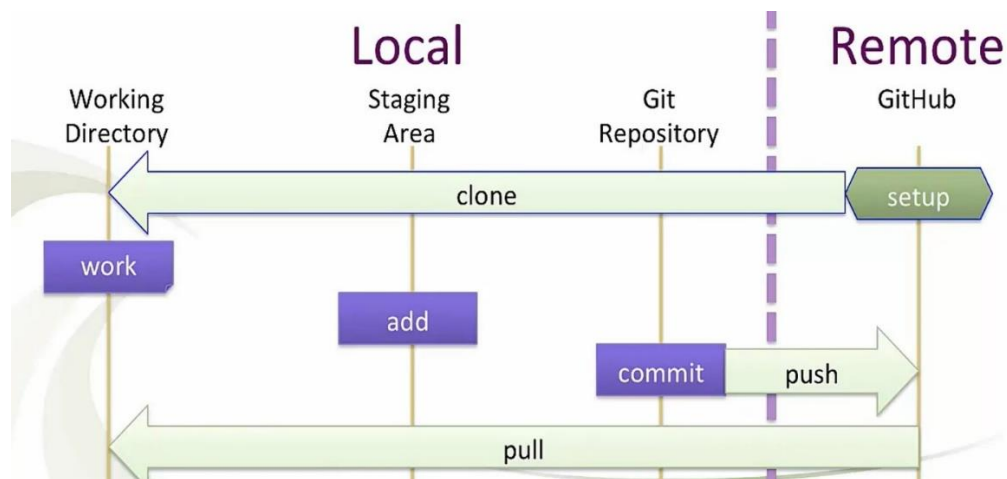 Local
Remote
Working
Directory
Staging
Area
Git
Repository
GitHub
clone
setup
work
add
commit
push
pull